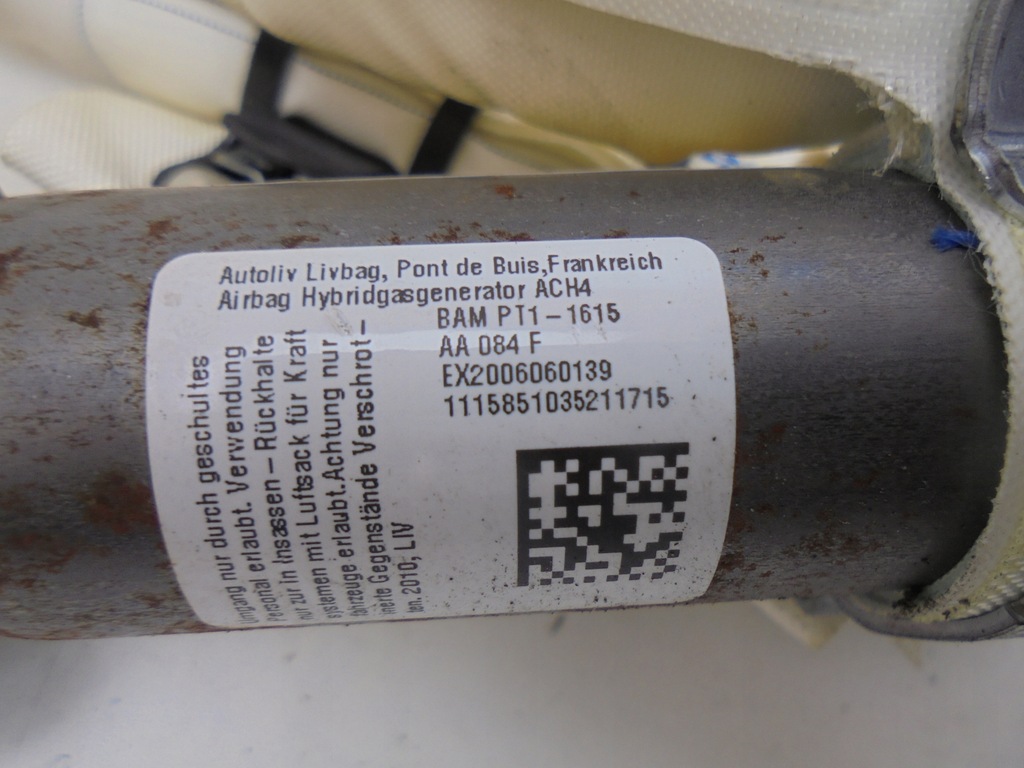 Autoliv Livbag, Pont de Buis,Frankreich
Airbag Hybridgasgenerator ACH4
BAM PT1-1615
AA 084 F
EX2006060139
1115851035211715
Umgang nur durch geschultes
Personal erlaubt. Verwendung
nur zur in Insassen-Rückhalte
systemen mit Luftsack für Kraft
fahrzeuge erlaubt.Achtung nur
Gegenstände Verschrot-
ten. 2010, LIV